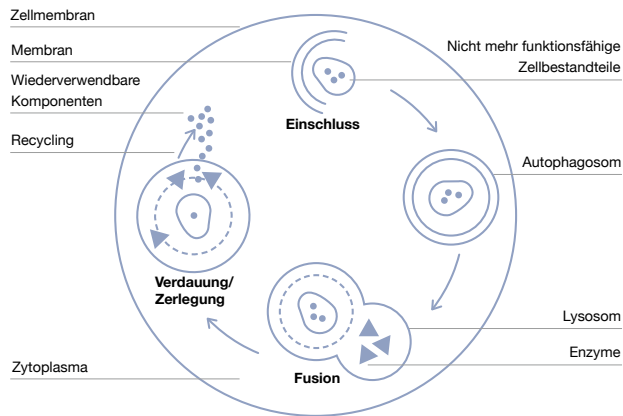 Zellmembran
Membran
Wiederverwendbare
Komponenten
Recycling
Nicht mehr funktionsfähige
Zellbestandteile
Einschluss
Autophagosom
Verdauung/
Zerlegung
Lysosom
Enzyme
Fusion
Zytoplasma